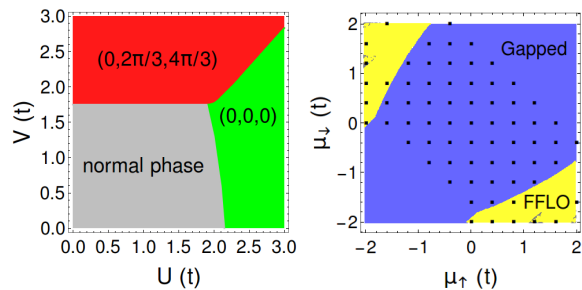 3.0
2.5
2.0
1.5
1.0
0.5
0.0
V (t)
(0,2π/3,4π/3)
(0,0,0)
normal phase
0.0 0.5 1.0 1.5 2.0 2.5 3.0
U (t)
2
1
0
−1
−2
μ↓ (t)
Gapped
FFLO
−2 −1 0 1 2
μ↑ (t)